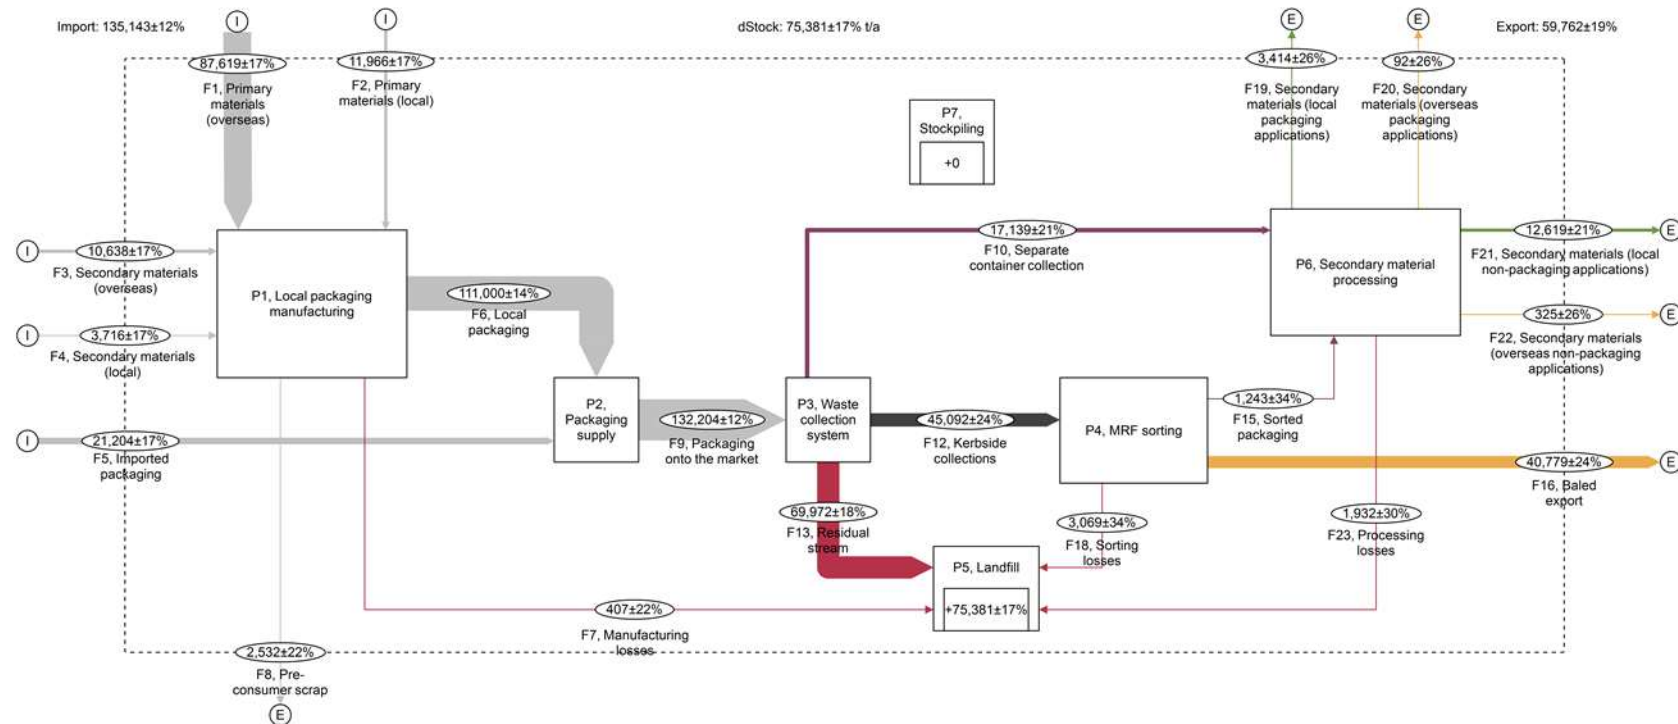 Import: 135,143±12%
dStock: 75,381±17% t/a
Export: 59,762±19%
I
I
E
E
87,619±17%
F1, Primary
materials
(overseas)
11,966±17%
F2, Primary
materials (local)
3,414±26%
F19, Secondary
materials (local
packaging
applications)
92±26%
F20, Secondary
materials (overseas
packaging
applications)
P7,
Stockpiling
+0
I
10,638±17%
F3, Secondary materials
(overseas)
I
3,716±17%
F4, Secondary materials
(local)
P1, Local packaging
manufacturing
111,000±14%
F6, Local
packaging
17,139±21%
F10, Separate
container collection
P6, Secondary material
processing
12,619±21%
E
F21, Secondary materials (local
non-packaging applications)
325±26%
E
F22, Secondary materials
(overseas non-packaging
applications)
I
21,204±17%
F5, Imported
packaging
P2,
Packaging
supply
132,204±12%
F9, Packaging
onto the market
P3, Waste
collection
system
45,092±24%
F12, Kerbside
collections
P4, MRF sorting
1,243±34%
F15, Sorted
packaging
40,779±24%
E
F16, Baled
export
69,972±18%
F13, Residual
stream
3,069±34%
F18, Sorting
losses
1,932±30%
F23, Processing
losses
P5, Landfill
+75,381±17%
407±22%
F7, Manufacturing
losses
2,532±22%
F8, Pre-
consumer scrap
E